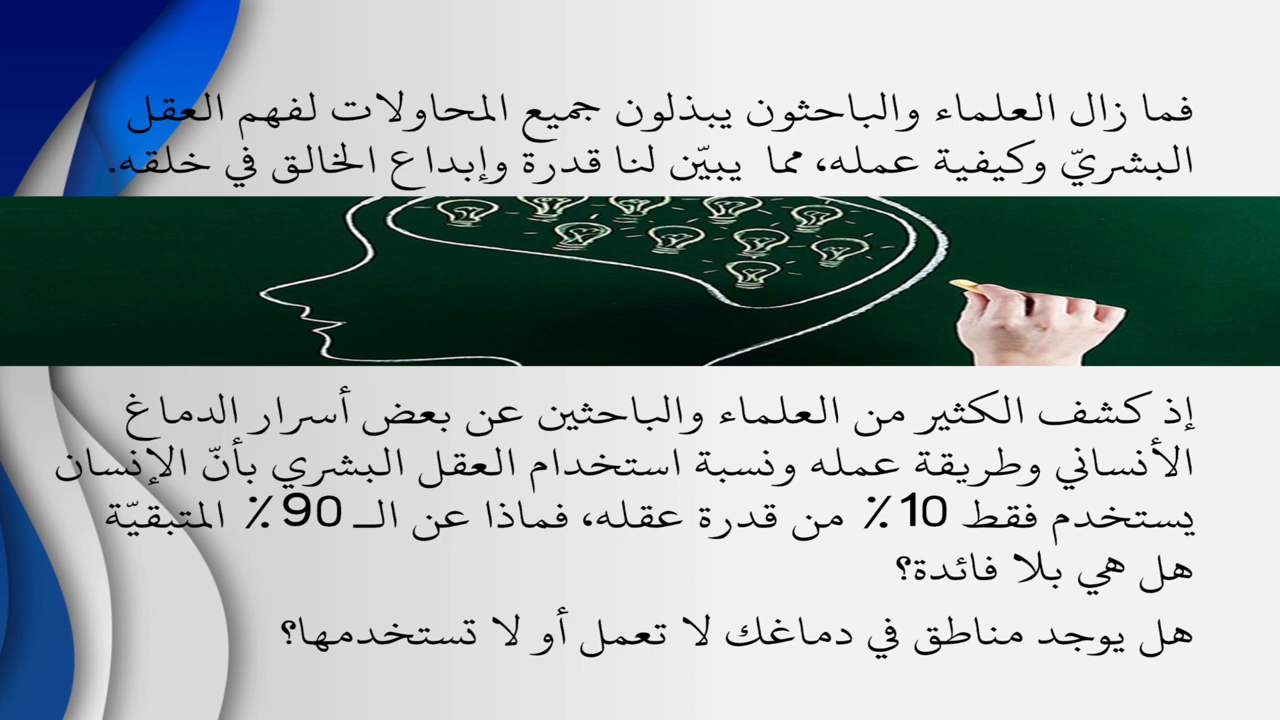 فما زال العلماء والباحثون يبذلون جميع المحاولات لفهم العقل
البشريّ وكيفية عمله، مما يبيّن لنا قدرة وإبداع الخالق في خلقه.
إذ كشف الكثير من العلماء والباحثين عن بعض أسرار الدماغ
الأنساني وطريقة عمله ونسبة استخدام العقل البشري بأنّ الإنسان
يستخدم فقط 10٪ من قدرة عقله، فماذا عن الـ 90٪ المتبقيّة
هل هي بلا فائدة؟
هل يوجد مناطق في دماغك لا تعمل أو لا تستخدمها؟